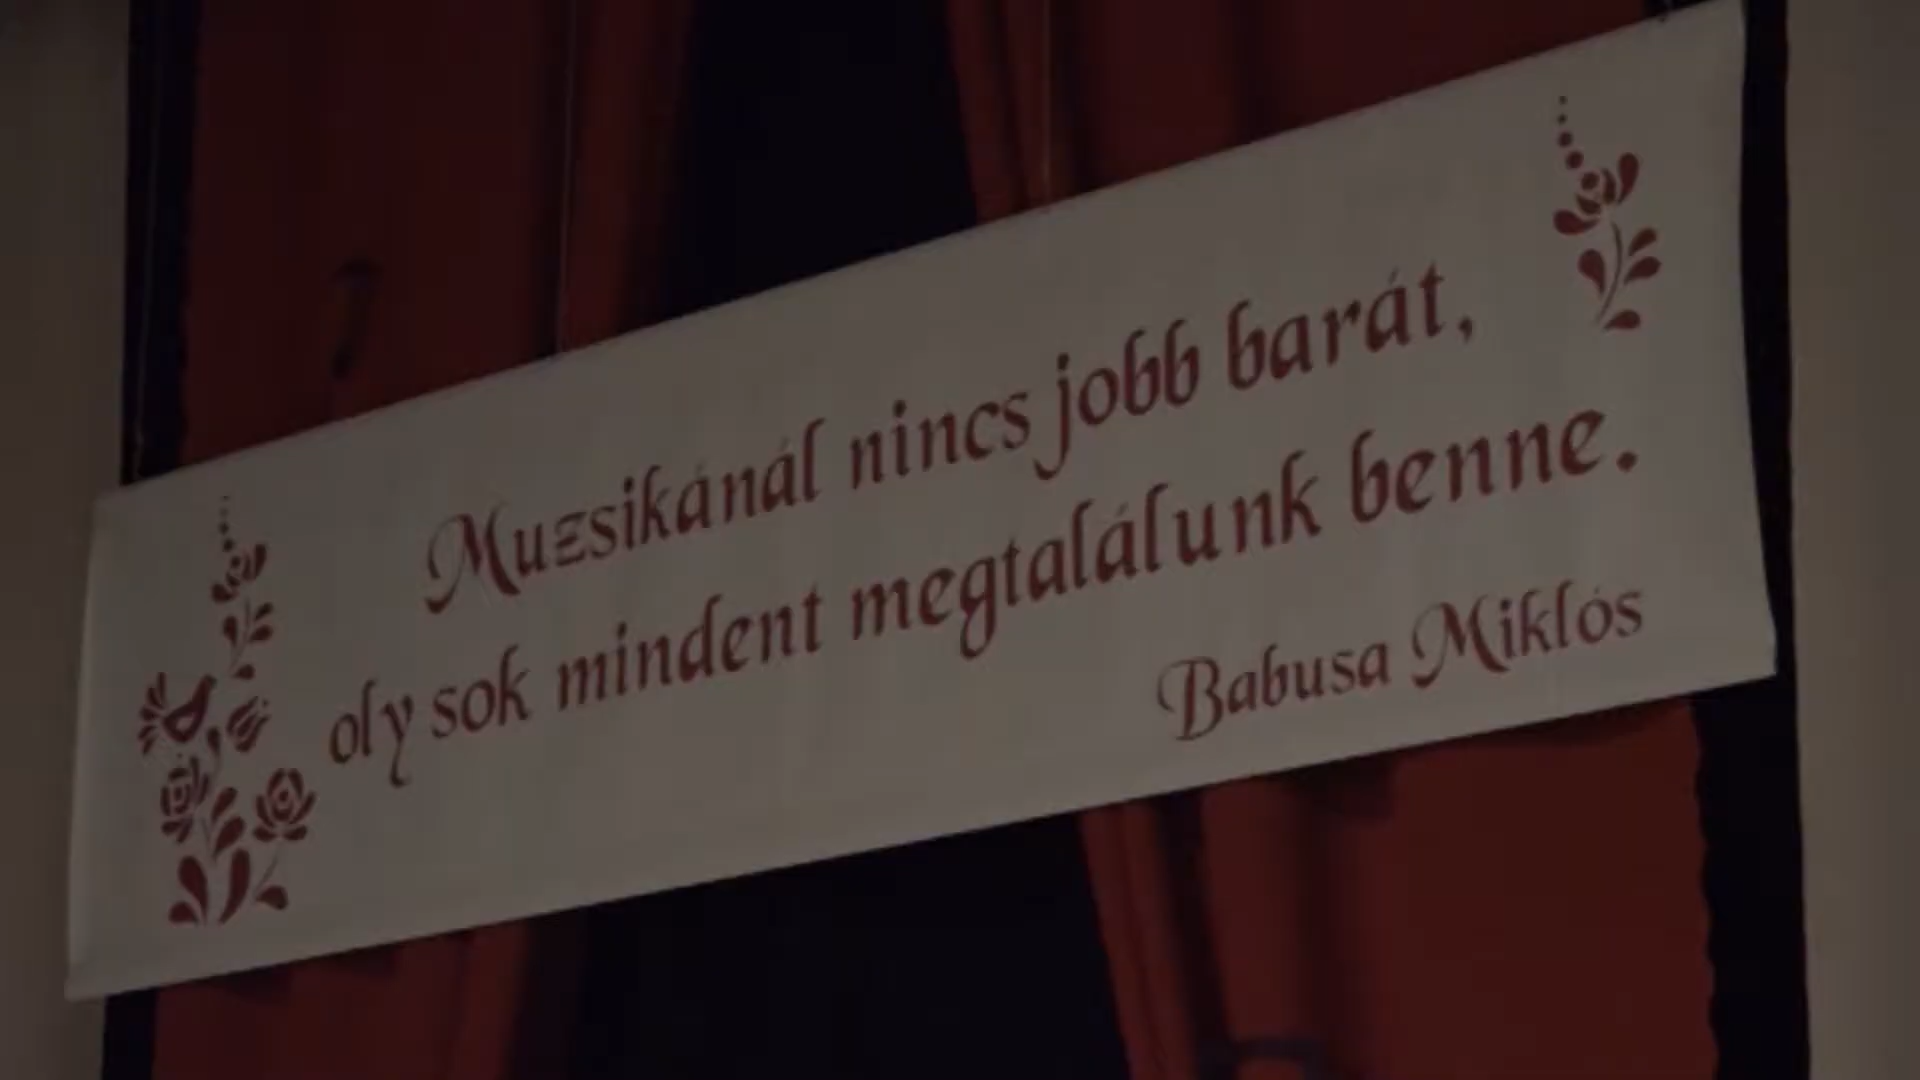 Muzsikánál nincs jobb barát,
oly sok mindent megtalálunk benne.
Babusa Miklós